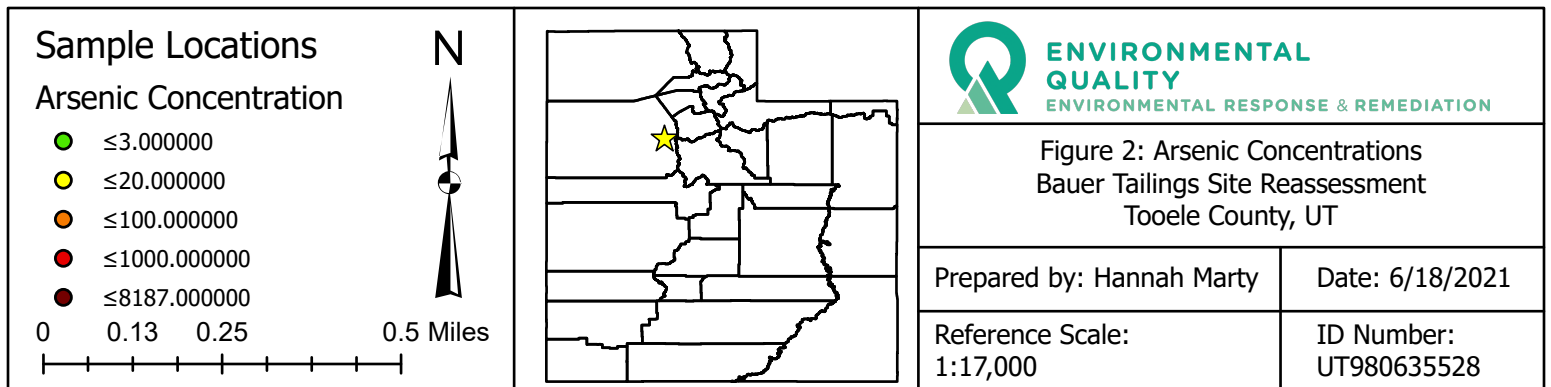 Sample Locations
Arsenic Concentration
≤3.000000
≤20.000000
≤100.000000
≤1000.000000
≤8187.000000
0 0.13 0.25 0.5 Miles
N
ENVIRONMENTAL
QUALITY
ENVIRONMENTAL RESPONSE & REMEDIATION
Figure 2: Arsenic Concentrations
Bauer Tailings Site Reassessment
Tooele County, UT
Prepared by: Hannah Marty
Date: 6/18/2021
Reference Scale:
1:17,000
ID Number:
UT980635528